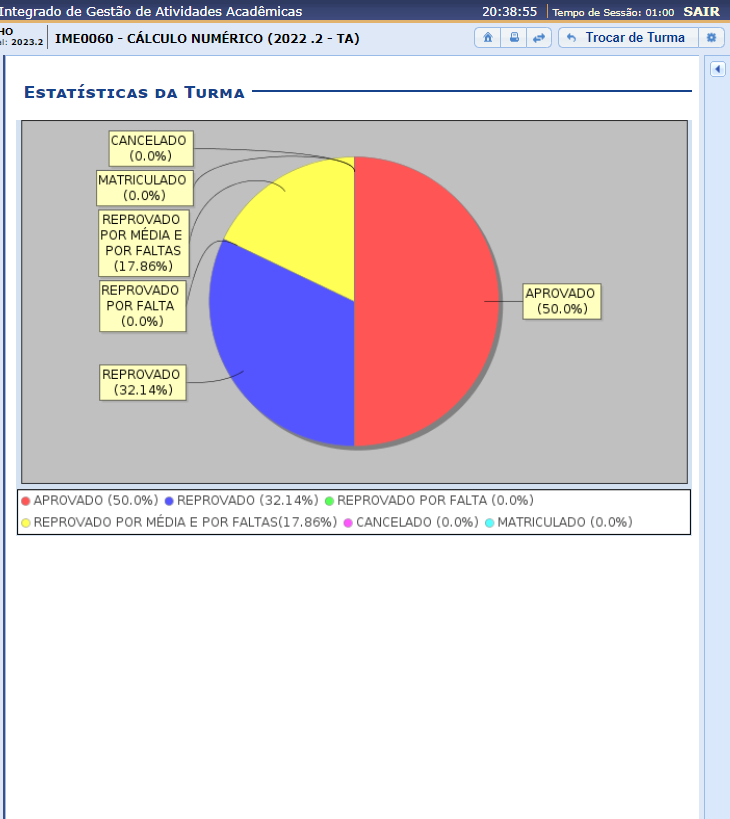 Integrado de Gestão de Atividades Acadêmicas 20:38:55 Tempo de Sessão: 01:00 SAIR
HO
el: 2023.2 IME0060 - CÁLCULO NUMÉRICO (2022 .2 - TA) Trocar de Turma
Estatísticas da Turma
CANCELADO
(0.0%)
MATRICULADO
(0.0%)
REPROVADO
POR MÉDIA E
POR FALTAS
(17.86%)
REPROVADO
POR FALTA
(0.0%)
REPROVADO
(32.14%)
APROVADO
(50.0%)
APROVADO (50.0%) REPROVADO (32.14%) REPROVADO POR FALTA (0.0%)
REPROVADO POR MÉDIA E POR FALTAS(17.86%) CANCELADO (0.0%) MATRICULADO (0.0%)